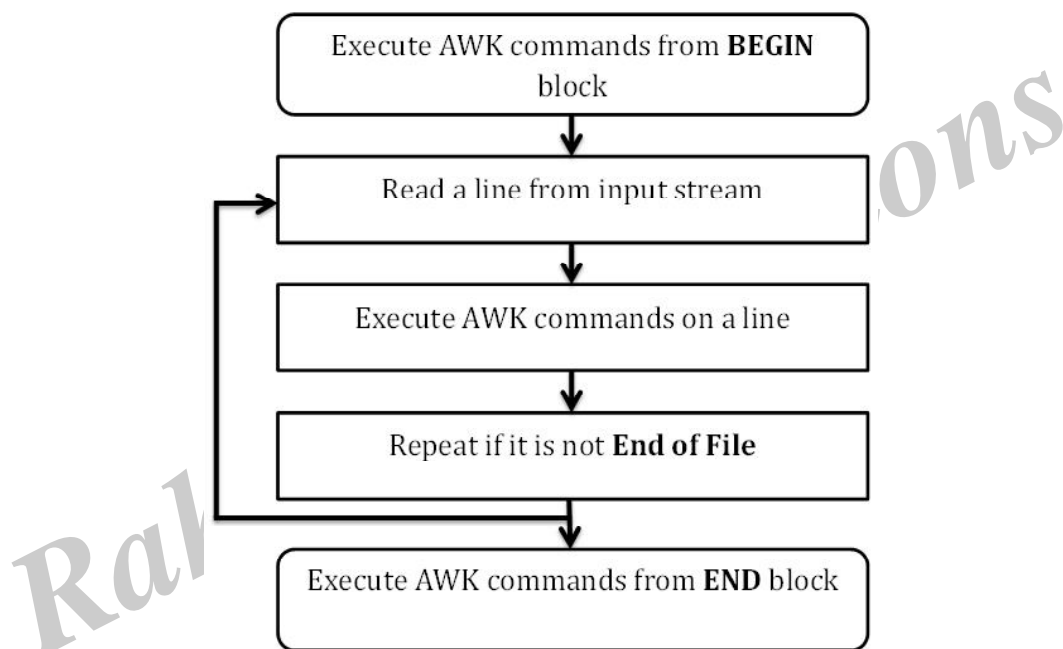 Execute AWK commands from BEGIN
block
Read a line from input stream
Execute AWK commands on a line
Repeat if it is not End of File
Execute AWK commands from END block